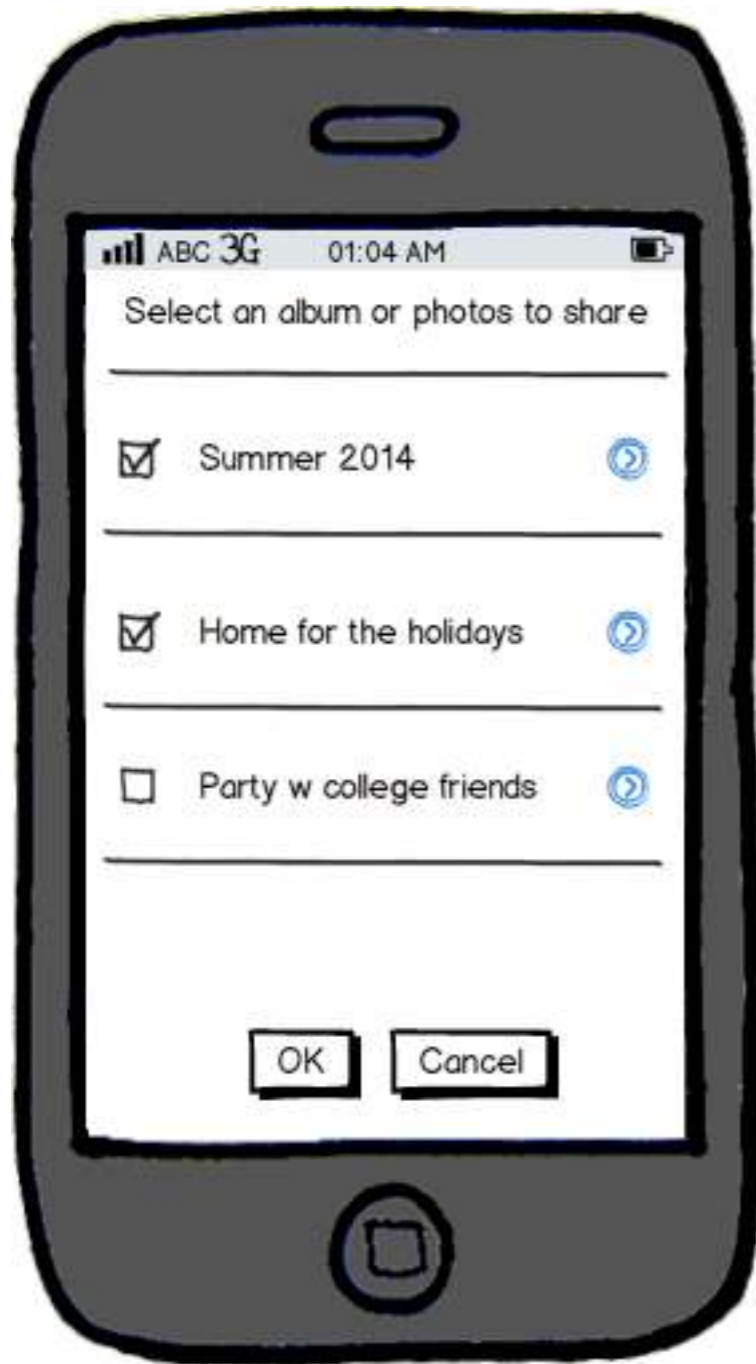 ABC 3G 01:04 AM
Select an album or photos to share
Summer 2014
Home for the holidays
Party w college friends
OK Cancel